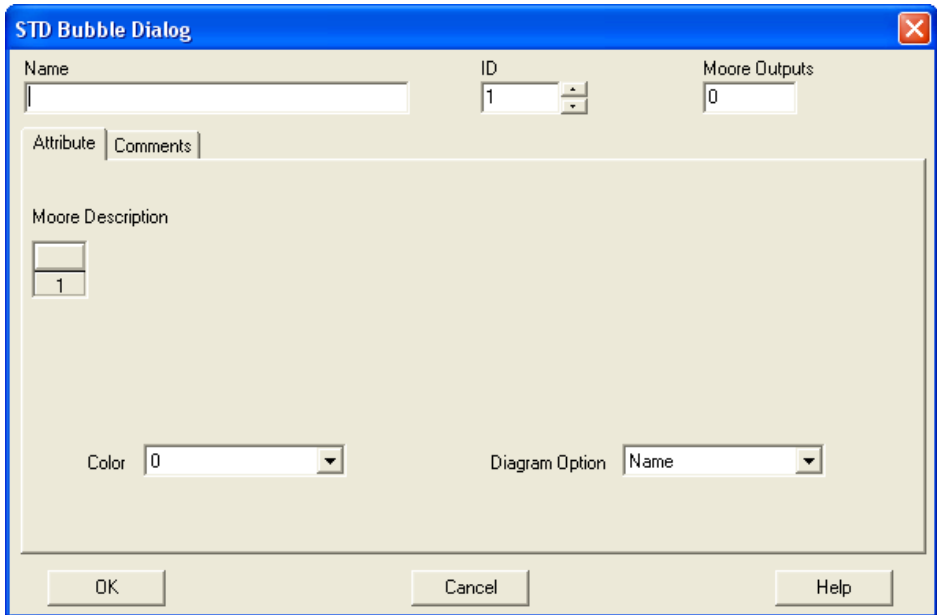 STD Bubble Dialog
Name ID Moore Outputs
1 0
Attribute Comments
Moore Description
1
Color 0 Diagram Option Name
OK Cancel Help